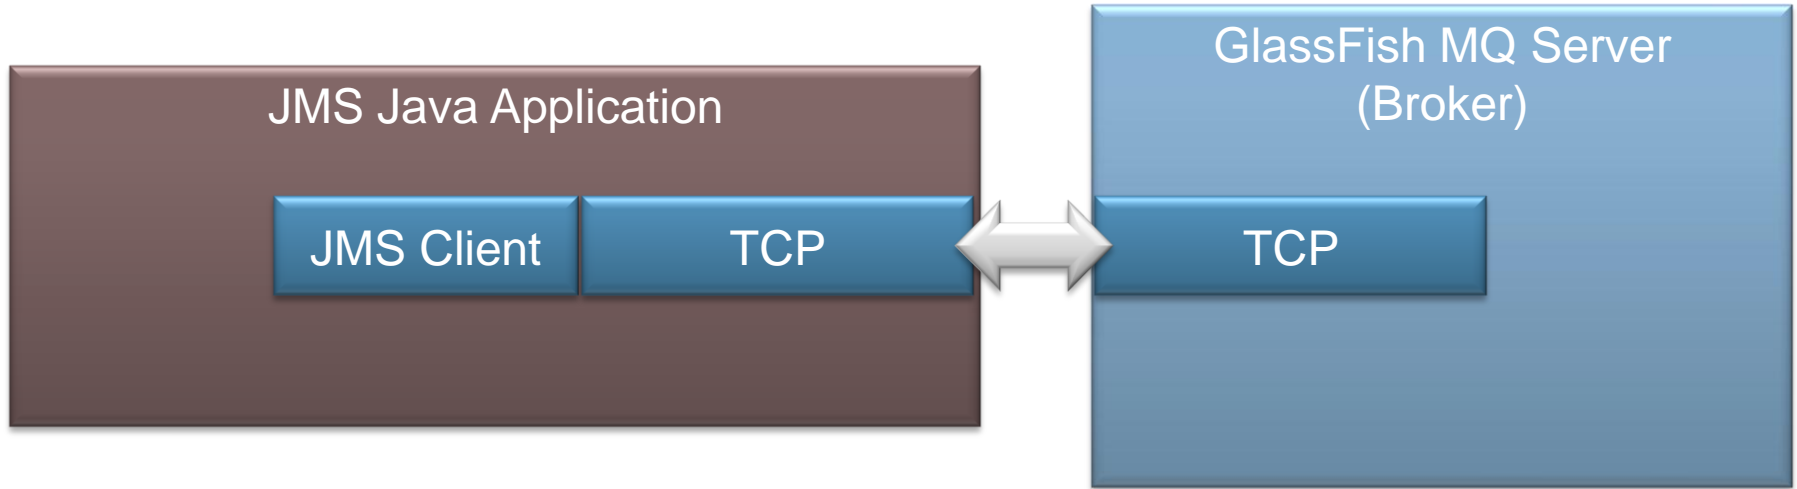 JMS Java Application
GlassFish MQ Server
(Broker)
JMS Client
TCP
TCP